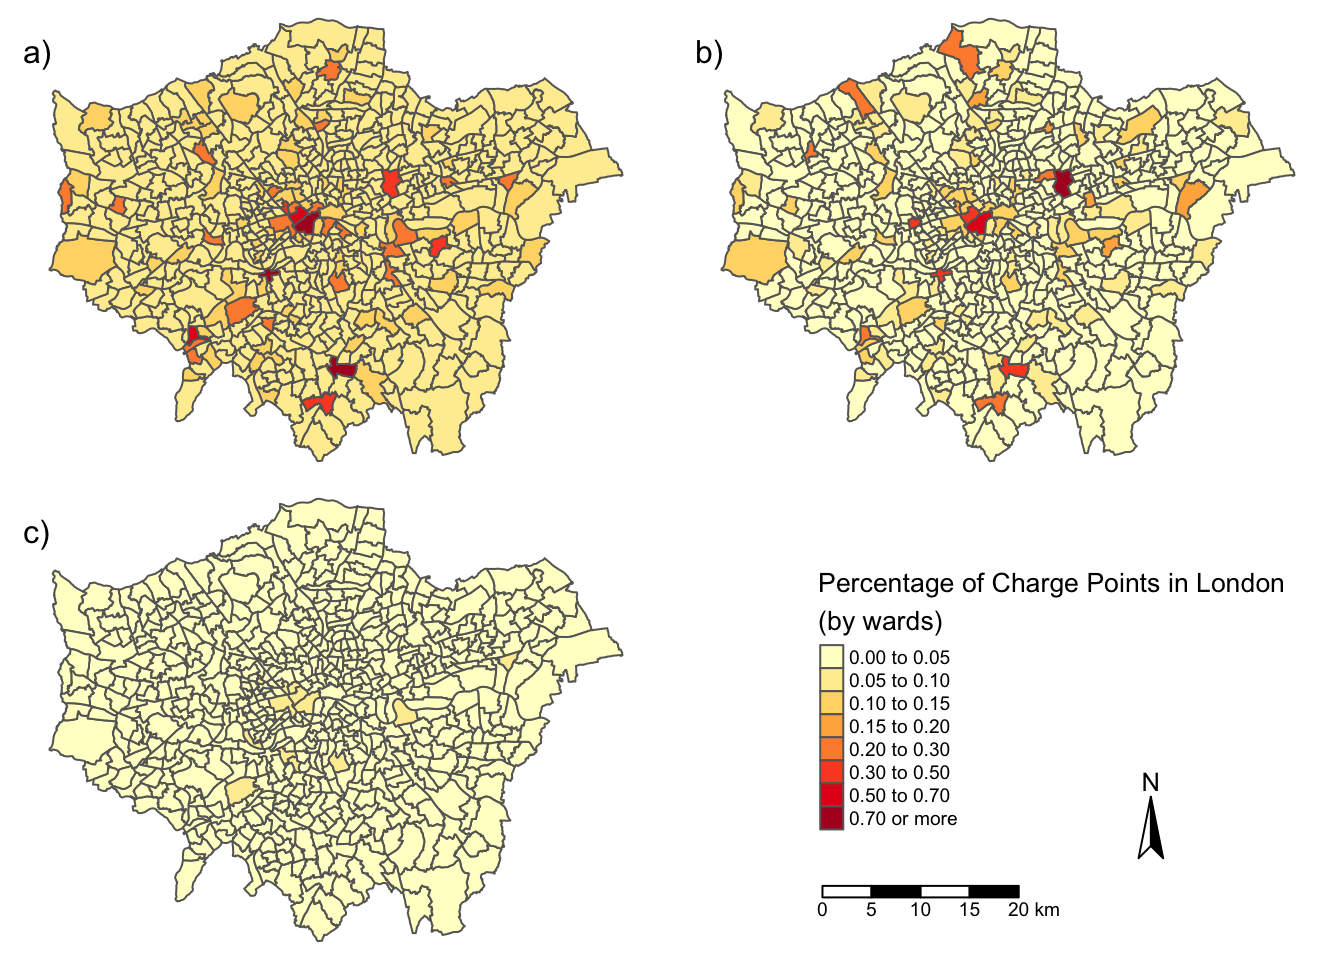 a)
b)
c)
Percentage of Charge Points in London
(by wards)
0.00 to 0.05
0.05 to 0.10
0.10 to 0.15
0.15 to 0.20
0.20 to 0.30
0.30 to 0.50
0.50 to 0.70
0.70 or more
N
0 5 10 15 20 km